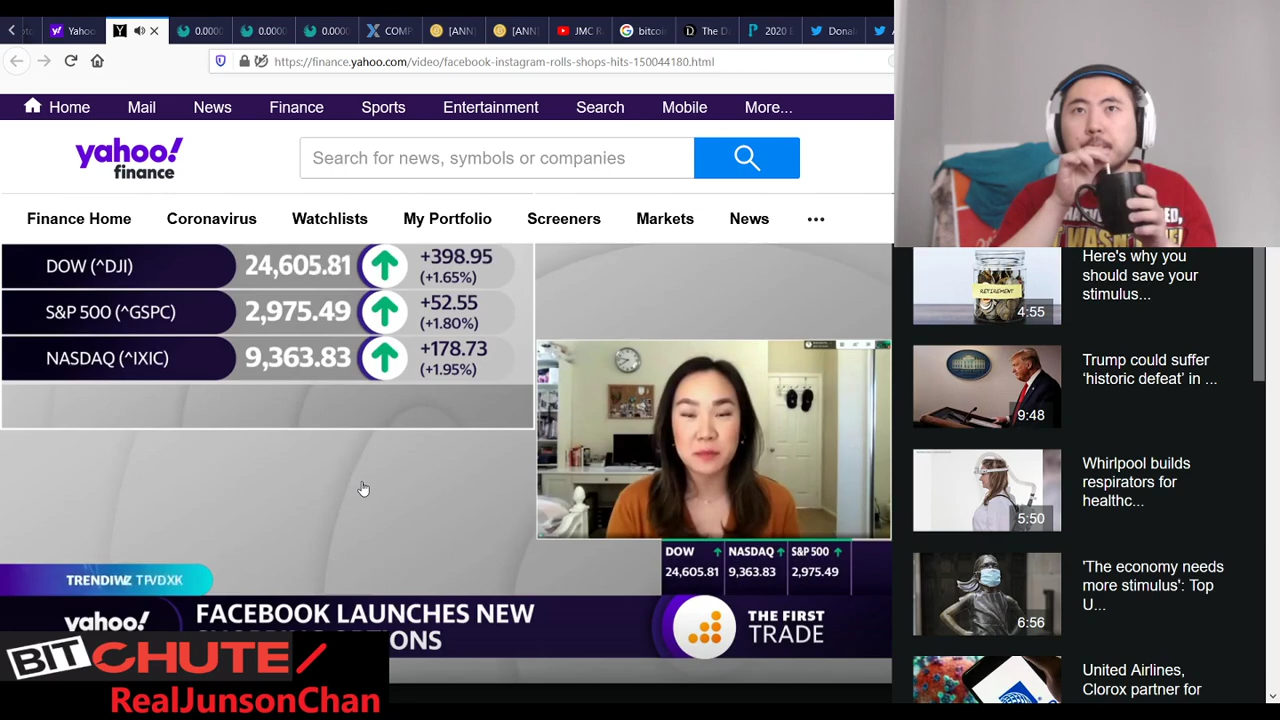 Yahoo
0.0000
0.0000
0.0000
COMP
[ANN]
[ANN]
JMC R
bitcoi
The D
2020 E
Donal
https://finance.yahoo.com/video/facebook-instagram-rolls-shops-hits-150044180.html
Home Mail News Finance Sports Entertainment Search Mobile More...
yahoo!
finance
Search for news, symbols or companies
Finance Home Coronavirus Watchlists My Portfolio Screeners Markets News ...
DOW (^DJI) 24,605.81 +398.95
(+1.65%)
S&P 500 (^GSPC) 2,975.49 +52.55
(+1.80%)
NASDAQ (^IXIC) 9,363.83 +178.73
(+1.95%)
DOW NASDAQ S&P 500
24,605.81 9,363.83 2,975.49
yahoo!
FACEBOOK LAUNCHES NEW
THE FIRST
TRADE
BITCHUTE/
RealJunsonChan
Here's why you
should save your
stimulus...
RETIREMENT
4:55
Trump could suffer
'historic defeat' in ...
9:48
Whirlpool builds
respirators for
healthc...
5:50
'The economy needs
more stimulus': Top
U...
6:56
United Airlines,
Clorox partner for